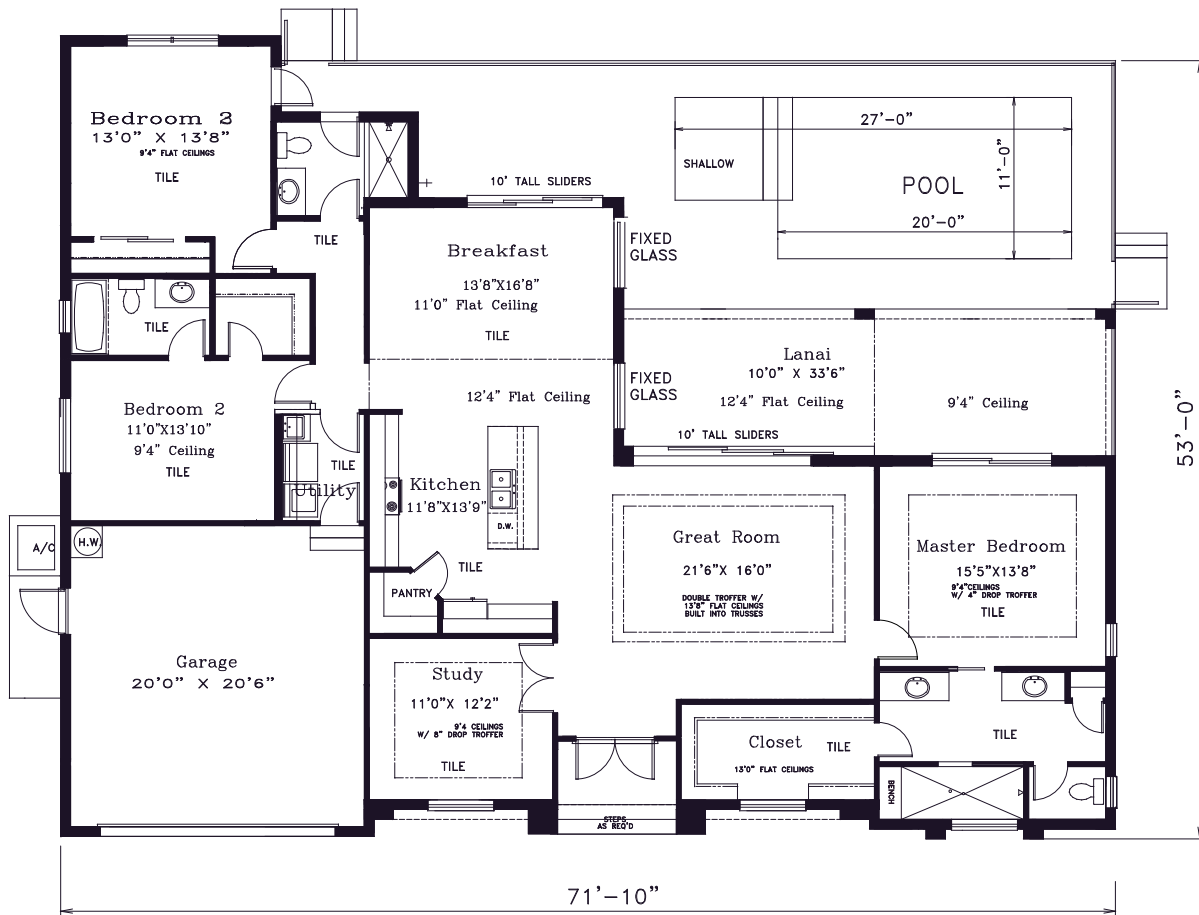 Bedroom 2
13'0" X 13'8"
9'4" FLAT CEILINGS
TILE
TILE
10' TALL SLIDERS
Breakfast
13'8"X16'8"
11'0" Flat Ceiling
TILE
FIXED
GLASS
27'-0"
SHALLOW
POOL
11'-0"
20'-0"
TILE
Bedroom 2
11'0"X13'10"
9'4" Ceiling
TILE
12'4" Flat Ceiling
FIXED
GLASS
Lanai
10'0" X 33'6"
12'4" Flat Ceiling
9'4" Ceiling
10' TALL SLIDERS
53'-0"
TILE
Utility
Kitchen
11'8"X13'9"
D.W.
TILE
PANTRY
A/C
H.W.
Great Room
21'6"X 16'0"
DOUBLE TROFFER W/
13'8" FLAT CEILINGS
BUILT INTO TRUSSES
Master Bedroom
15'5"X13'8"
9'4"CEILINGS
W/ 4" DROP TROFFER
TILE
Garage
20'0" X 20'6"
Study
11'0"X 12'2"
9'4 CEILINGS
W/ 8" DROP TROFFER
TILE
Closet
TILE
13'0" FLAT CEILINGS
TILE
BENCH
STEPS
AS REQ'D
71'-10"